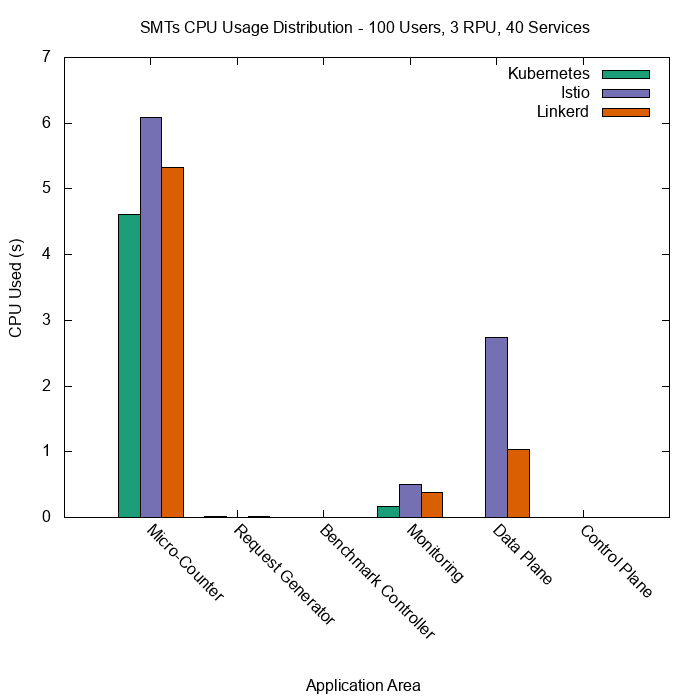 SMTs CPU Usage Distribution - 100 Users, 3 RPU, 40 Services
7
6
5
4
3
2
1
0
CPU Used (s)
Kubernetes
Istio
Linkerd
Micro-Counter
Request Generator
Benchmark Controller
Monitoring
Data Plane
Control Plane
Application Area